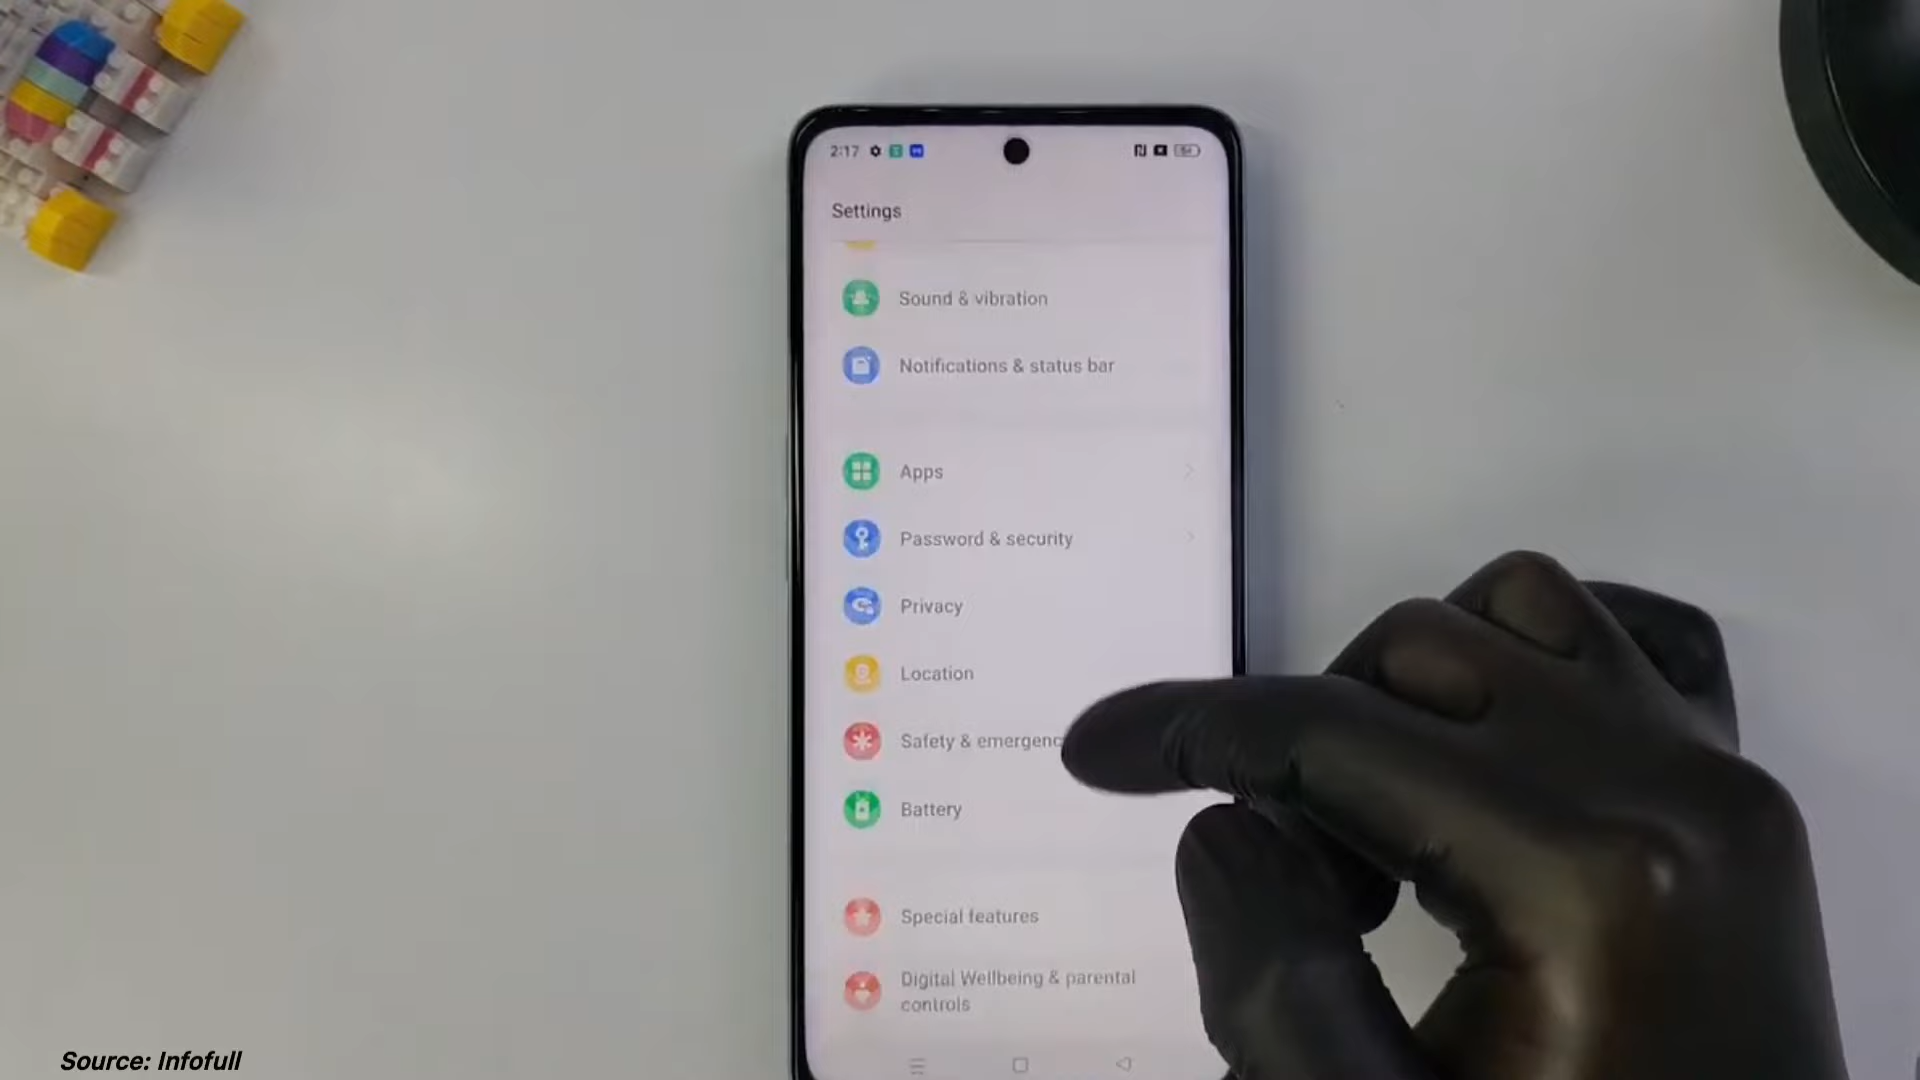 2:17
Settings
Sound & vibration
Notifications & status bar
Apps
Password & security
Privacy
Location
Safety & emergenc
Battery
Special features
Digital Wellbeing & parental
controls
Source: Infofull